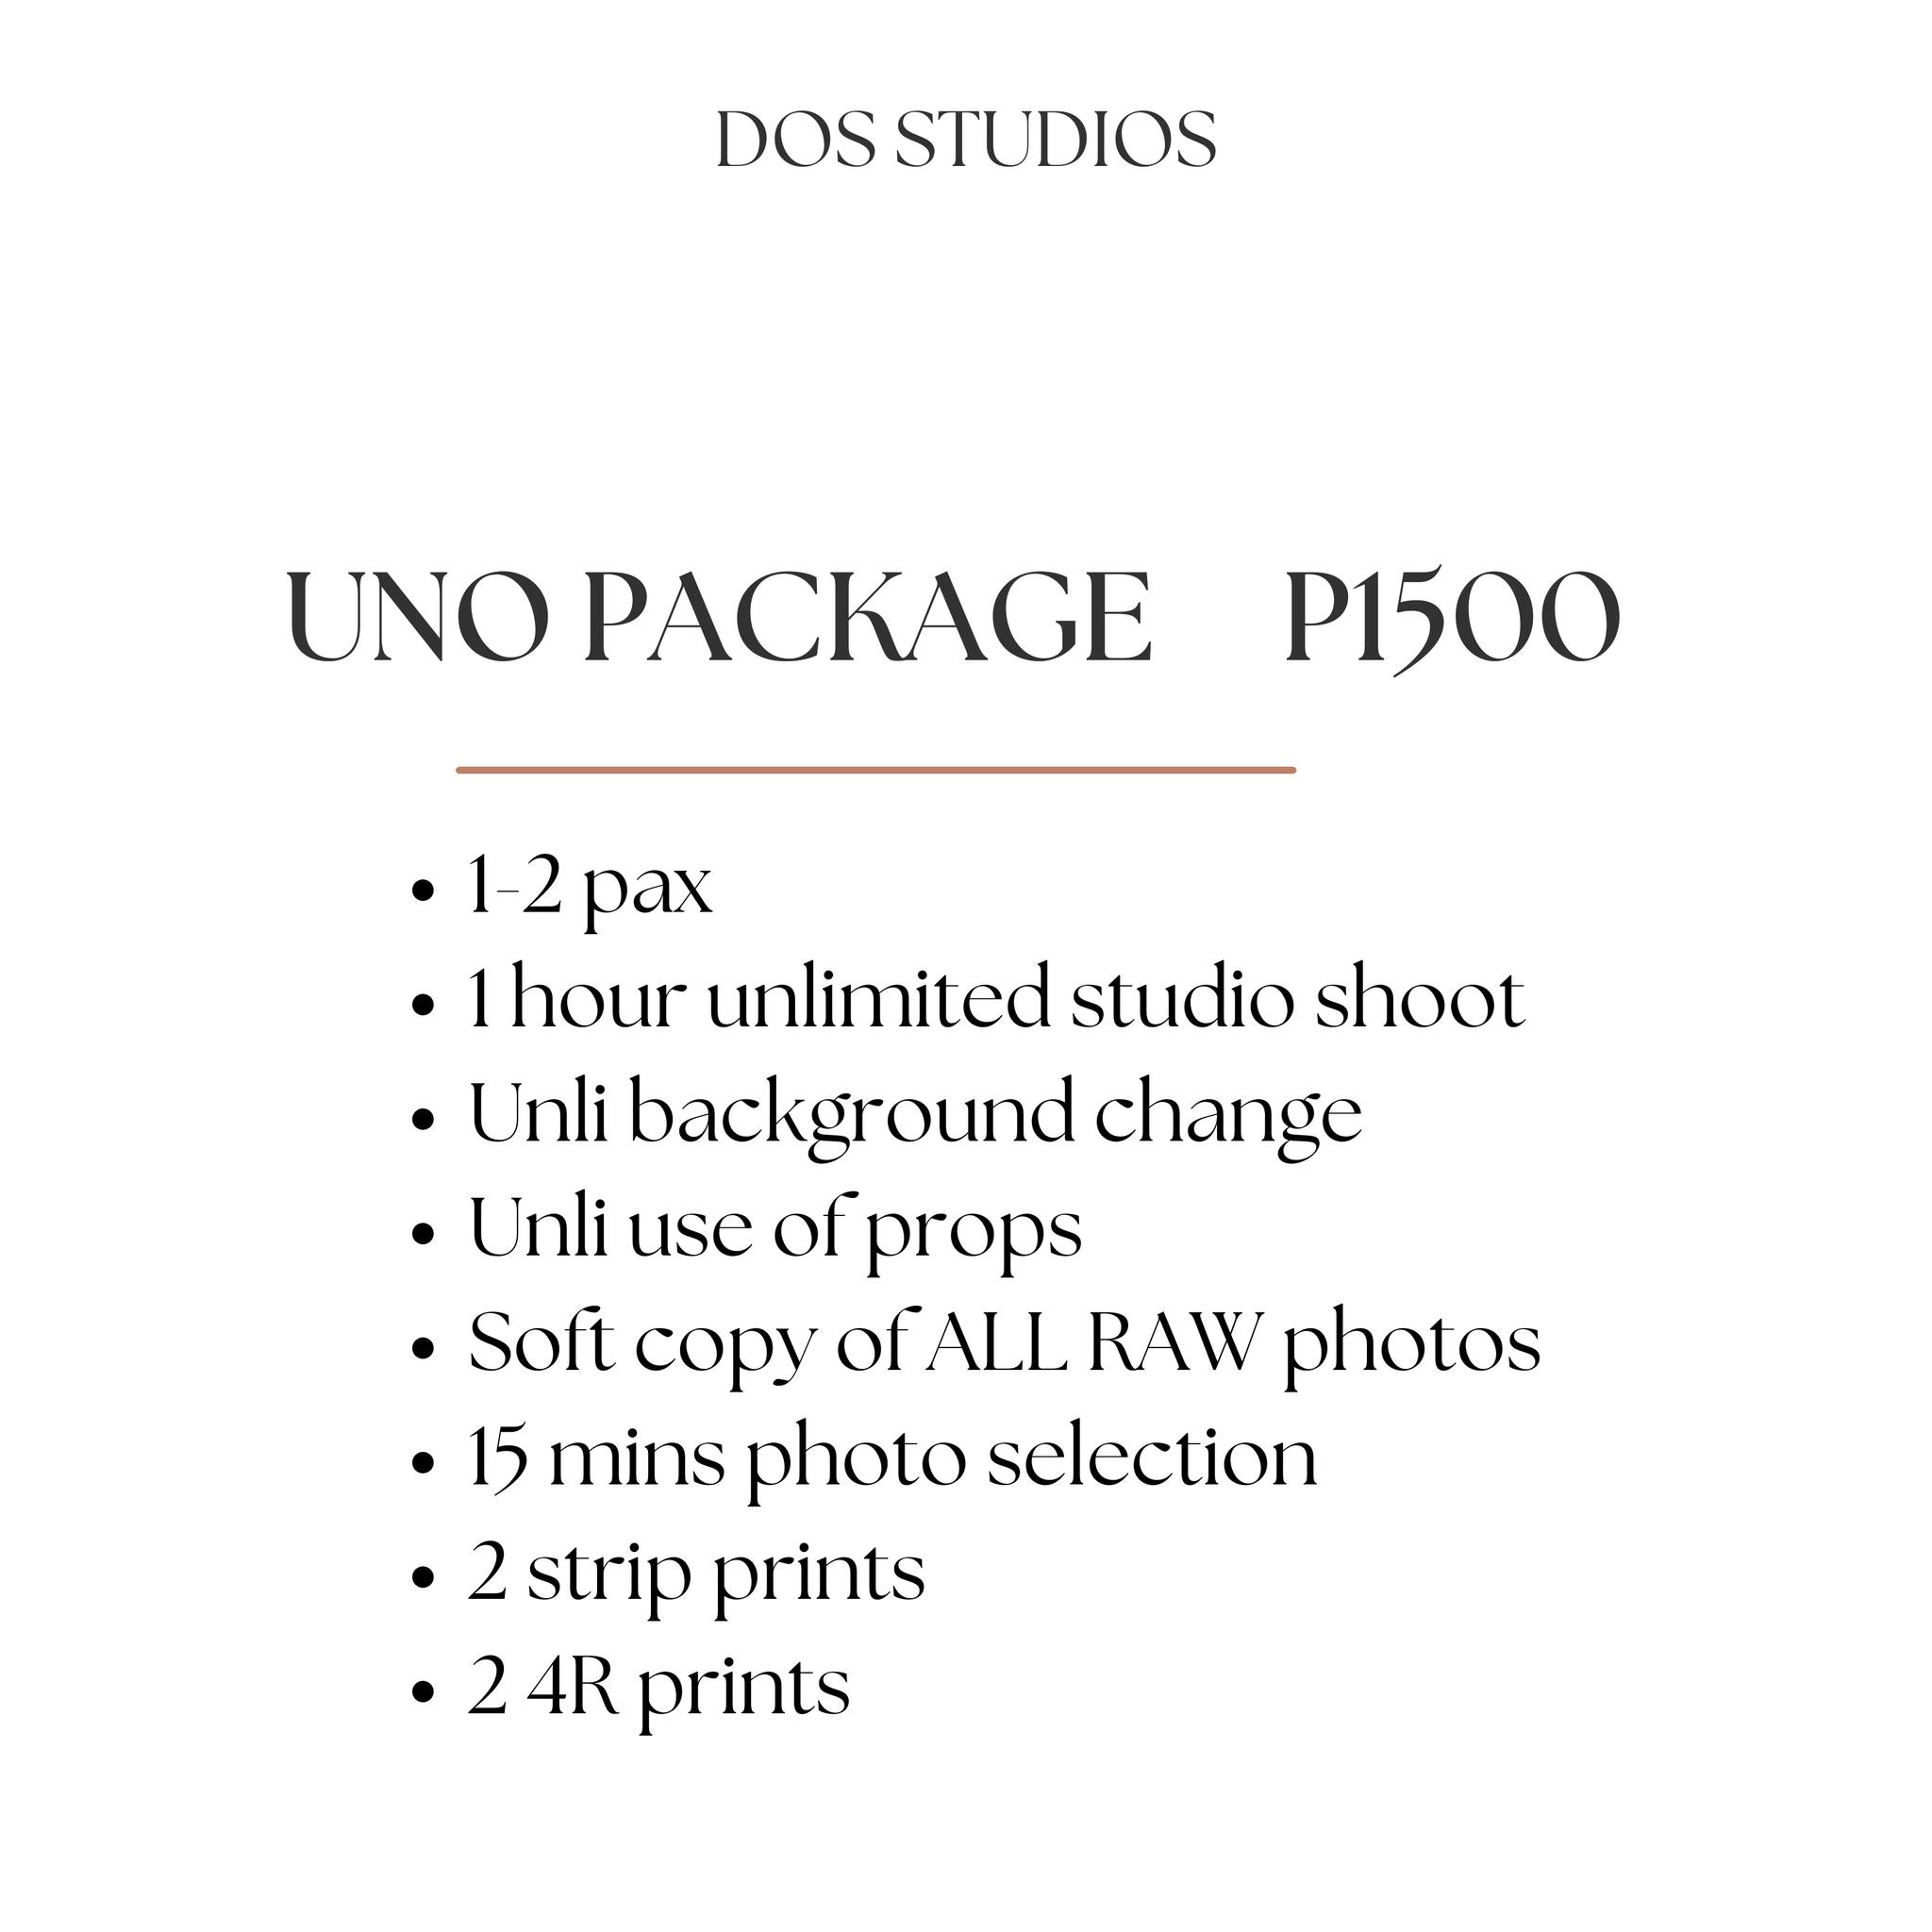 DOS STUDIOS
UNO PACKAGE P1500
• 1-2 pax
• 1 hour unlimited studio shoot
• Unli background change
• Unli use of props
• Soft copy of ALL RAW photos
• 15 mins photo selection
• 2 strip prints
• 2 4R prints